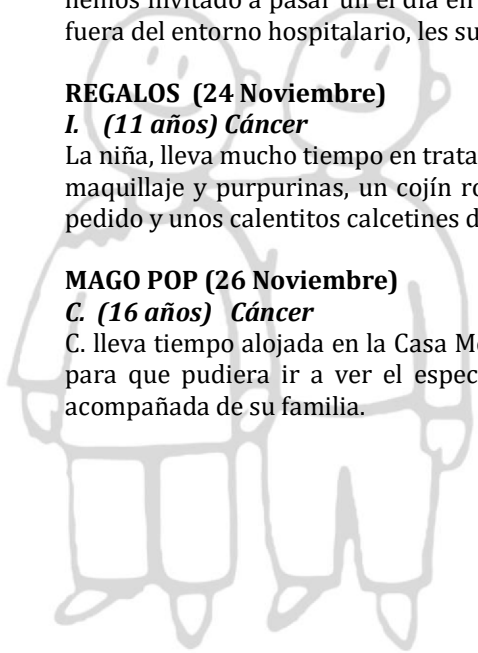 hemos invitado a pasar un el día en
fuera del entorno hospitalario, les su
REGALOS (24 Noviembre)
I. (11 años) Cáncer
La niña, lleva mucho tiempo en trata
maquillaje y purpurinas, un cojín ro
pedido y unos calentitos calcetines d
MAGO POP (26 Noviembre)
C. (16 años) Cáncer
C. lleva tiempo alojada en la Casa Mc
para que pudiera ir a ver el espec
acompañada de su familia.